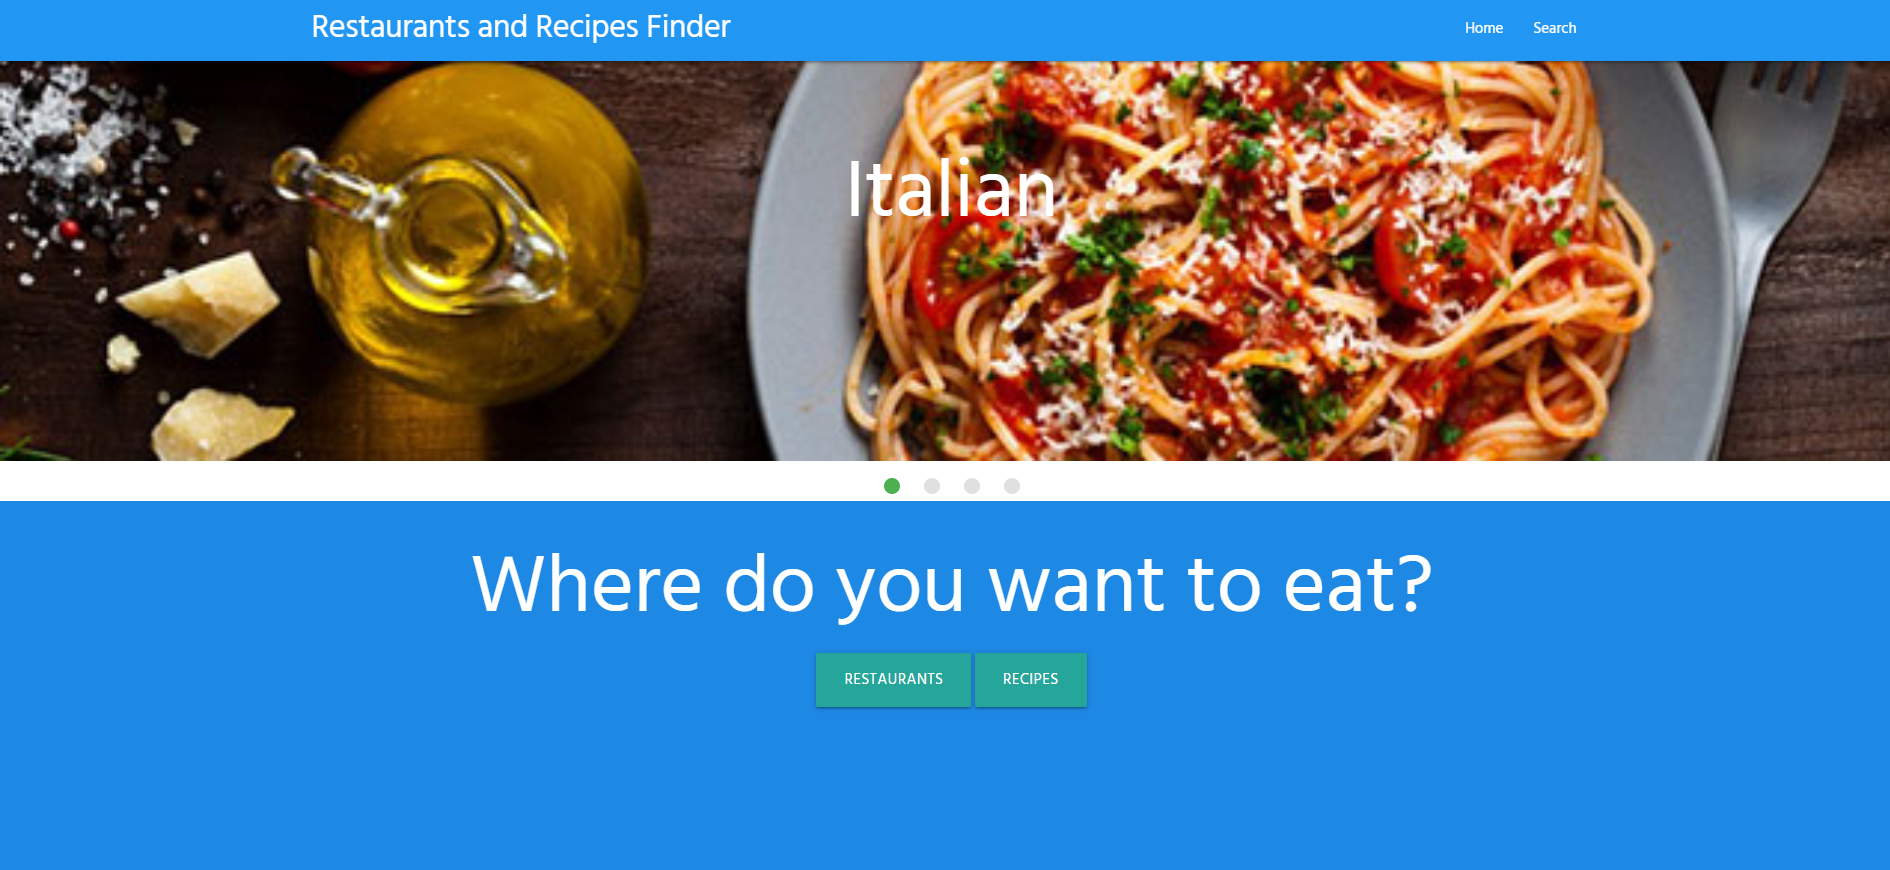 Restaurants and Recipes Finder
Home Search
Italian
Where do you want to eat?
RESTAURANTS RECIPES